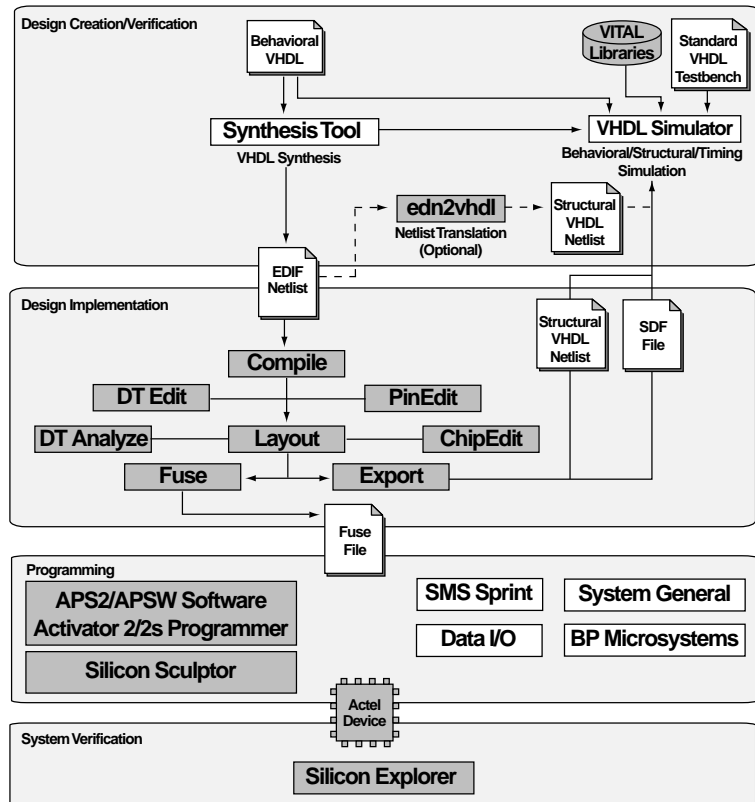 Design Creation/Verification
Behavioral
VHDL
VITAL
Libraries
Standard
VHDL
Testbench
Synthesis Tool
VHDL Synthesis
VHDL Simulator
Behavioral/Structural/Timing
Simulation
edn2vhdl
Netlist Translation
(Optional)
Structural
VHDL
Netlist
EDIF
Netlist
Design Implementation
Structural
VHDL
Netlist
SDF
File
Compile
DT Edit
PinEdit
DT Analyze
Layout
ChipEdit
Fuse
Export
Fuse
File
Programming
APS2/APSW Software
Activator 2/2s Programmer
Silicon Sculptor
SMS Sprint
System General
Data I/O
BP Microsystems
Actel
Device
System Verification
Silicon Explorer